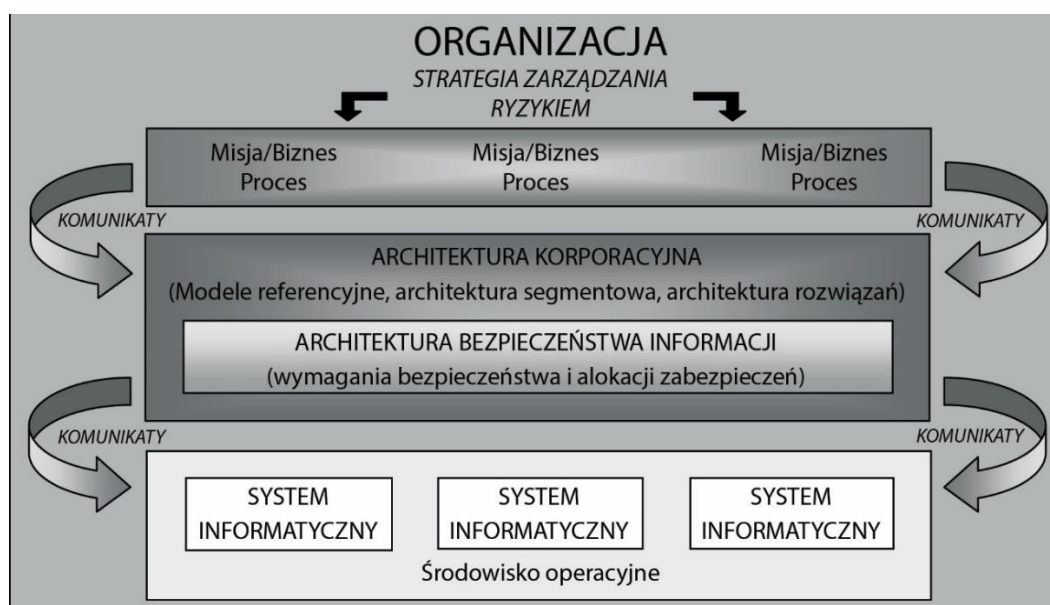 ORGANIZACJA
STRATEGIA ZARZĄDZANIA
RYZYKIEM
Misja/Biznes
Proces
Misja/Biznes
Proces
Misja/Biznes
Proces
KOMUNIKATY
KOMUNIKATY
ARCHITEKTURA KORPORACYJNA
(Modele referencyjne, architektura segmentowa, architektura rozwiązań)
ARCHITEKTURA BEZPIECZEŃSTWA INFORMACJI
(wymagania bezpieczeństwa i alokacji zabezpieczeń)
KOMUNIKATY
KOMUNIKATY
SYSTEM
INFORMATYCZNY
SYSTEM
INFORMATYCZNY
SYSTEM
INFORMATYCZNY
Środowisko operacyjne